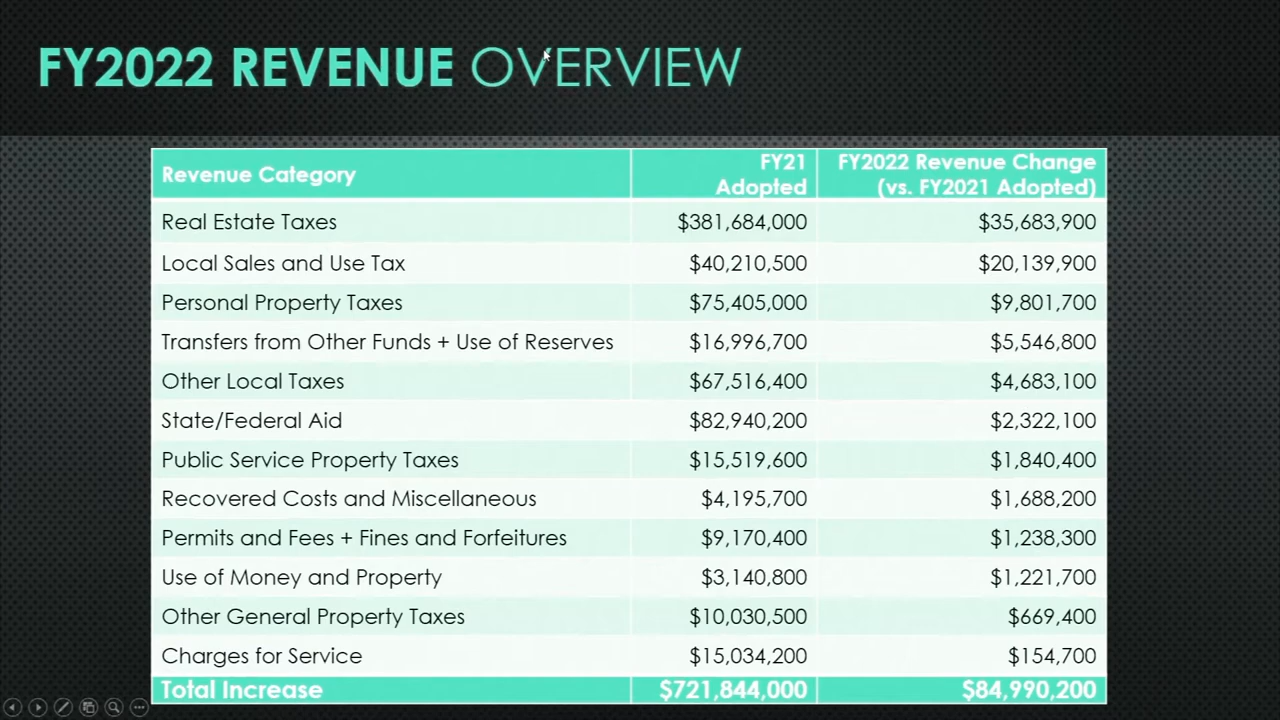 FY2022 REVENUE OVERVIEW
Revenue Category FY21 Adopted FY2022 Revenue Change (vs. FY2021 Adopted)
Real Estate Taxes $381,684,000 $35,683,900
Local Sales and Use Tax $40,210,500 $20,139,900
Personal Property Taxes $75,405,000 $9,801,700
Transfers from Other Funds + Use of Reserves $16,996,700 $5,546,800
Other Local Taxes $67,516,400 $4,683,100
State/Federal Aid $82,940,200 $2,322,100
Public Service Property Taxes $15,519,600 $1,840,400
Recovered Costs and Miscellaneous $4,195,700 $1,688,200
Permits and Fees + Fines and Forfeitures $9,170,400 $1,238,300
Use of Money and Property $3,140,800 $1,221,700
Other General Property Taxes $10,030,500 $669,400
Charges for Service $15,034,200 $154,700
Total Increase $721,844,000 $84,990,200